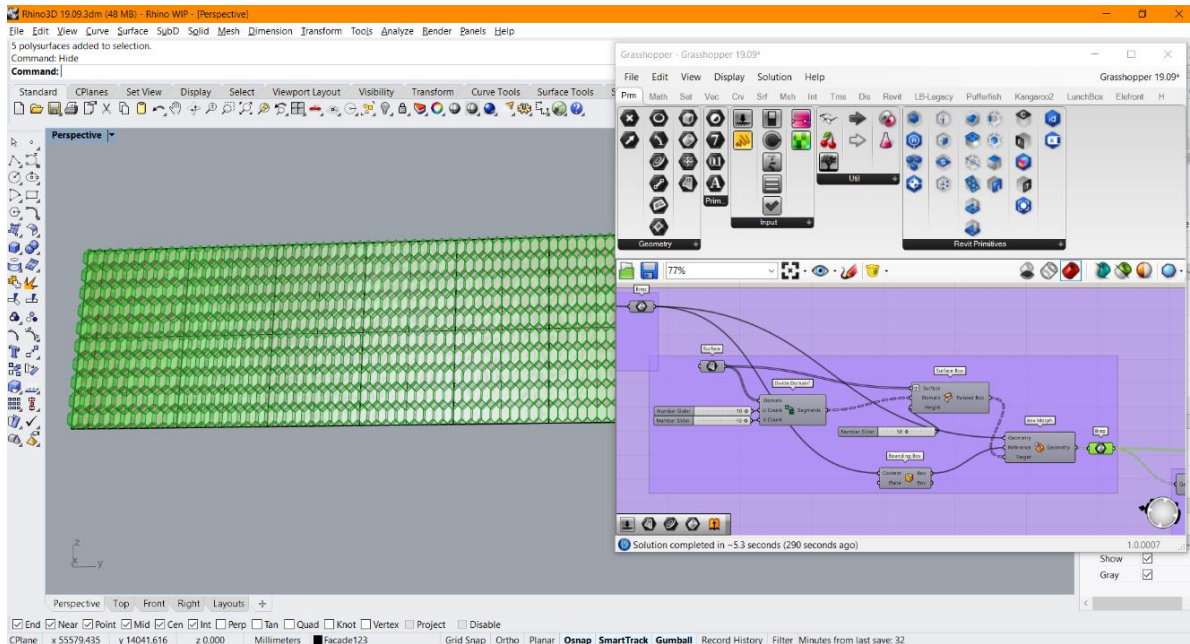 Rhino3D 19.09.3dm (48 MB) - Rhino WIP - [Perspective]
File Edit View Curve Surface SubD Solid Mesh Dimension Transform Tools Analyze Render Panels Help
5 polysurfaces added to selection.
Command: Hide
Command:
Standard CPlanes Set View Display Select Viewport Layout Visibility Transform Curve Tools Surface Tools S
Perspective
Grasshopper - Grasshopper 19.09*
File Edit View Display Solution Help Grasshopper 19.09*
Prm Math Set Vec Crv Srf Msh Int Trns Dis Revit LB-Legacy Pufferfish Kangaroo2 LunchBox Elefront H
Util
Prim...
Input
Geometry
Revit Primitives
77%
Brep
Surface
Divide Domain²
Domain
U Count Segments
V Count
Number Slider 10
Number Slider 10
Surface Box
Surface
Domain Twisted Box
Height
Number Slider 50
Bounding Box
Content Box
Plane Box
Box Morph
Geometry
Reference Geometry
Target
Brep
Solution completed in ~5.3 seconds (290 seconds ago) 1.0.0007
Show
Gray
z
x y
Perspective Top Front Right Layouts
End Near Point Mid Cen Int Perp Tan Quad Knot Vertex Project Disable
CPlane x 55579.435 y 14041.616 z 0.000 Millimeters Facade123 Grid Snap Ortho Planar Osnap SmartTrack Gumball Record History Filter Minutes from last save: 32